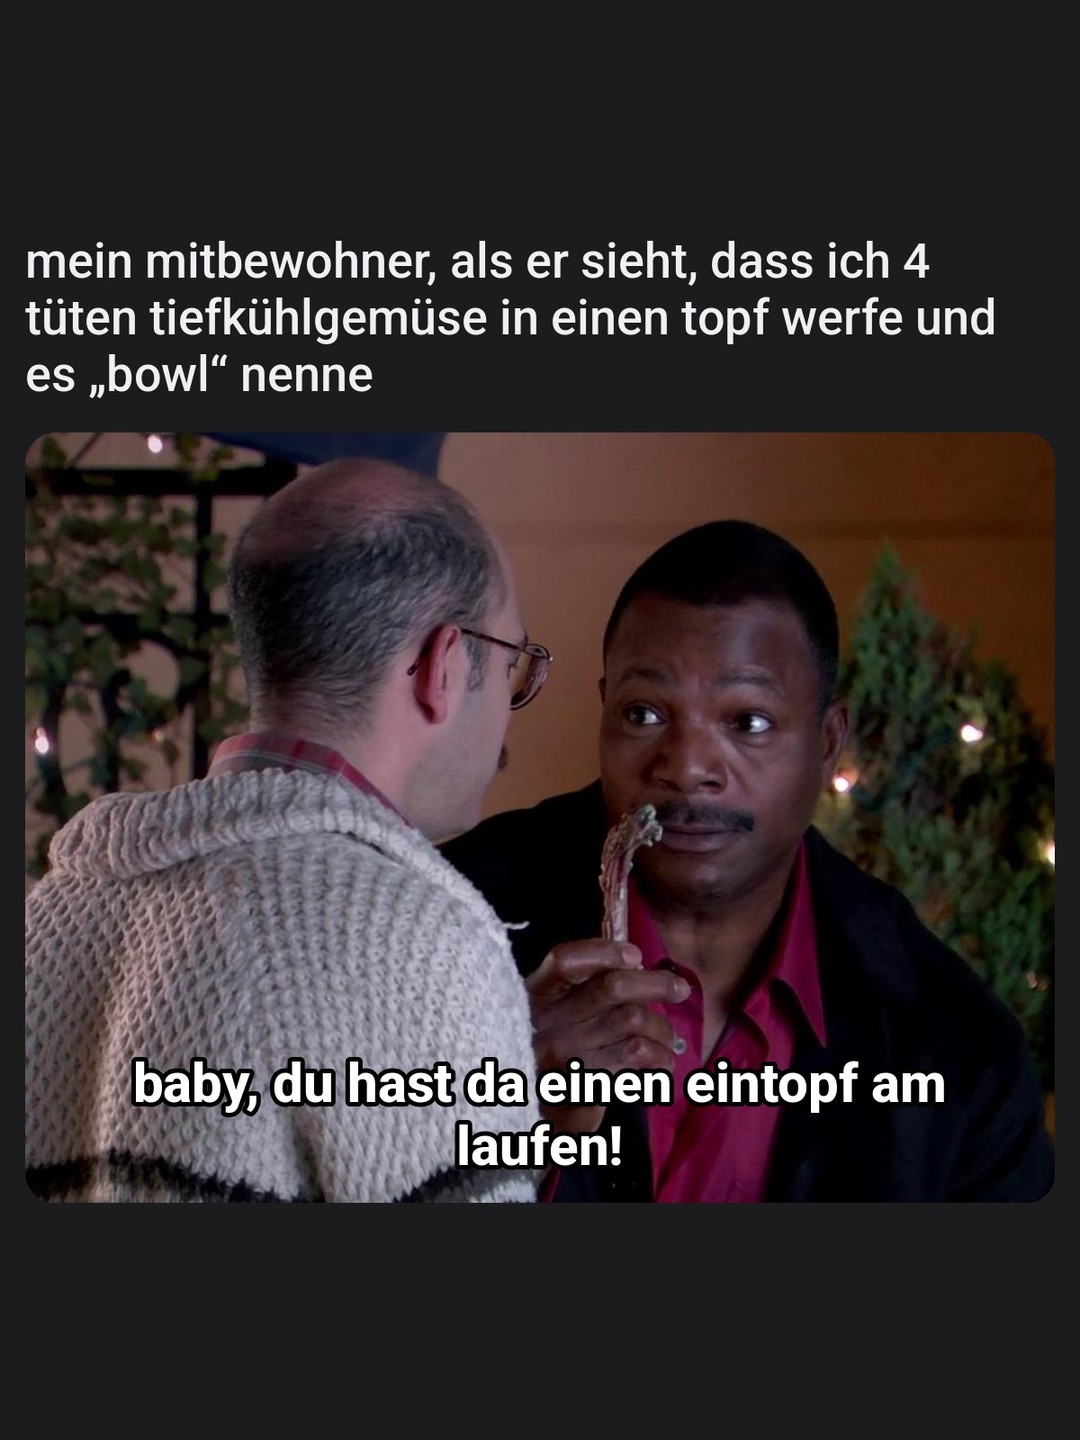 mein mitbewohner, als er sieht, dass ich 4
tüten tiefkühlgemüse in einen topf werfe und
es „bowl“ nenne
baby, du hast da einen eintopf am
laufen!